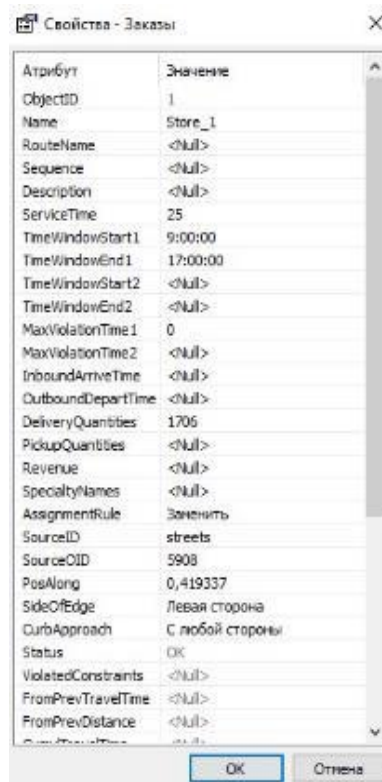 Свойства - Заказы
Атрибут Значение
ObjectID 1
Name Store_1
RouteName <Null>
Sequence <Null>
Description <Null>
ServiceTime 25
TimeWindowStart1 9:00:00
TimeWindowEnd1 17:00:00
TimeWindowStart2 <Null>
TimeWindowEnd2 <Null>
MaxViolationTime1 0
MaxViolationTime2 <Null>
InboundArriveTime <Null>
OutboundDepartTime <Null>
DeliveryQuantities 1706
PickupQuantities <Null>
Revenue <Null>
SpecialtyNames <Null>
AssignmentRule Заменить
SourceID streets
SourceOID 5908
PosAlong 0,419337
SideOfEdge Левая сторона
CurbApproach С любой стороны
Status OK
ViolatedConstraints <Null>
FromPrevTravelTime <Null>
FromPrevDistance <Null>
OK Отмена